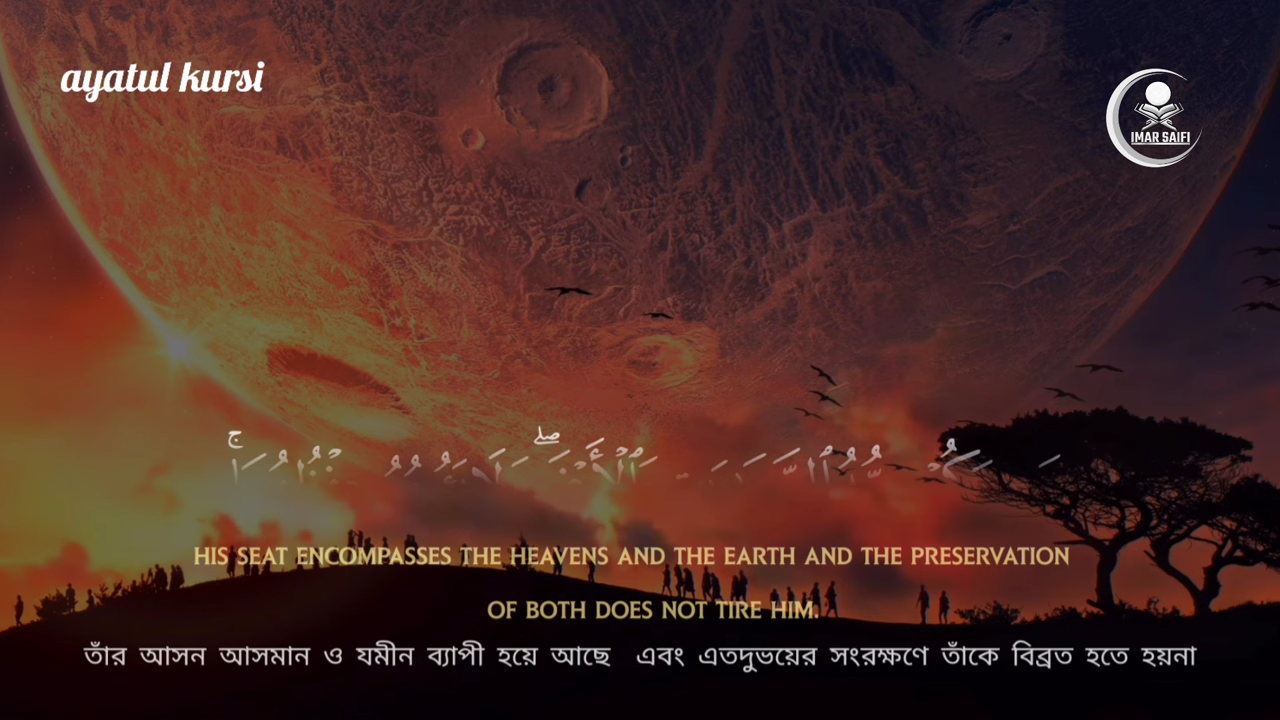 ayatul kursi
IMAR SAIFI
HIS SEAT ENCOMPASSES THE HEAVENS AND THE EARTH AND THE PRESERVATION
OF BOTH DOES NOT TIRE HIM.
তাঁর আসন আসমান ও যমীন ব্যাপী হয়ে আছে এবং এতদুভয়ের সংরক্ষণে তাঁকে বিব্রত হতে হয়না